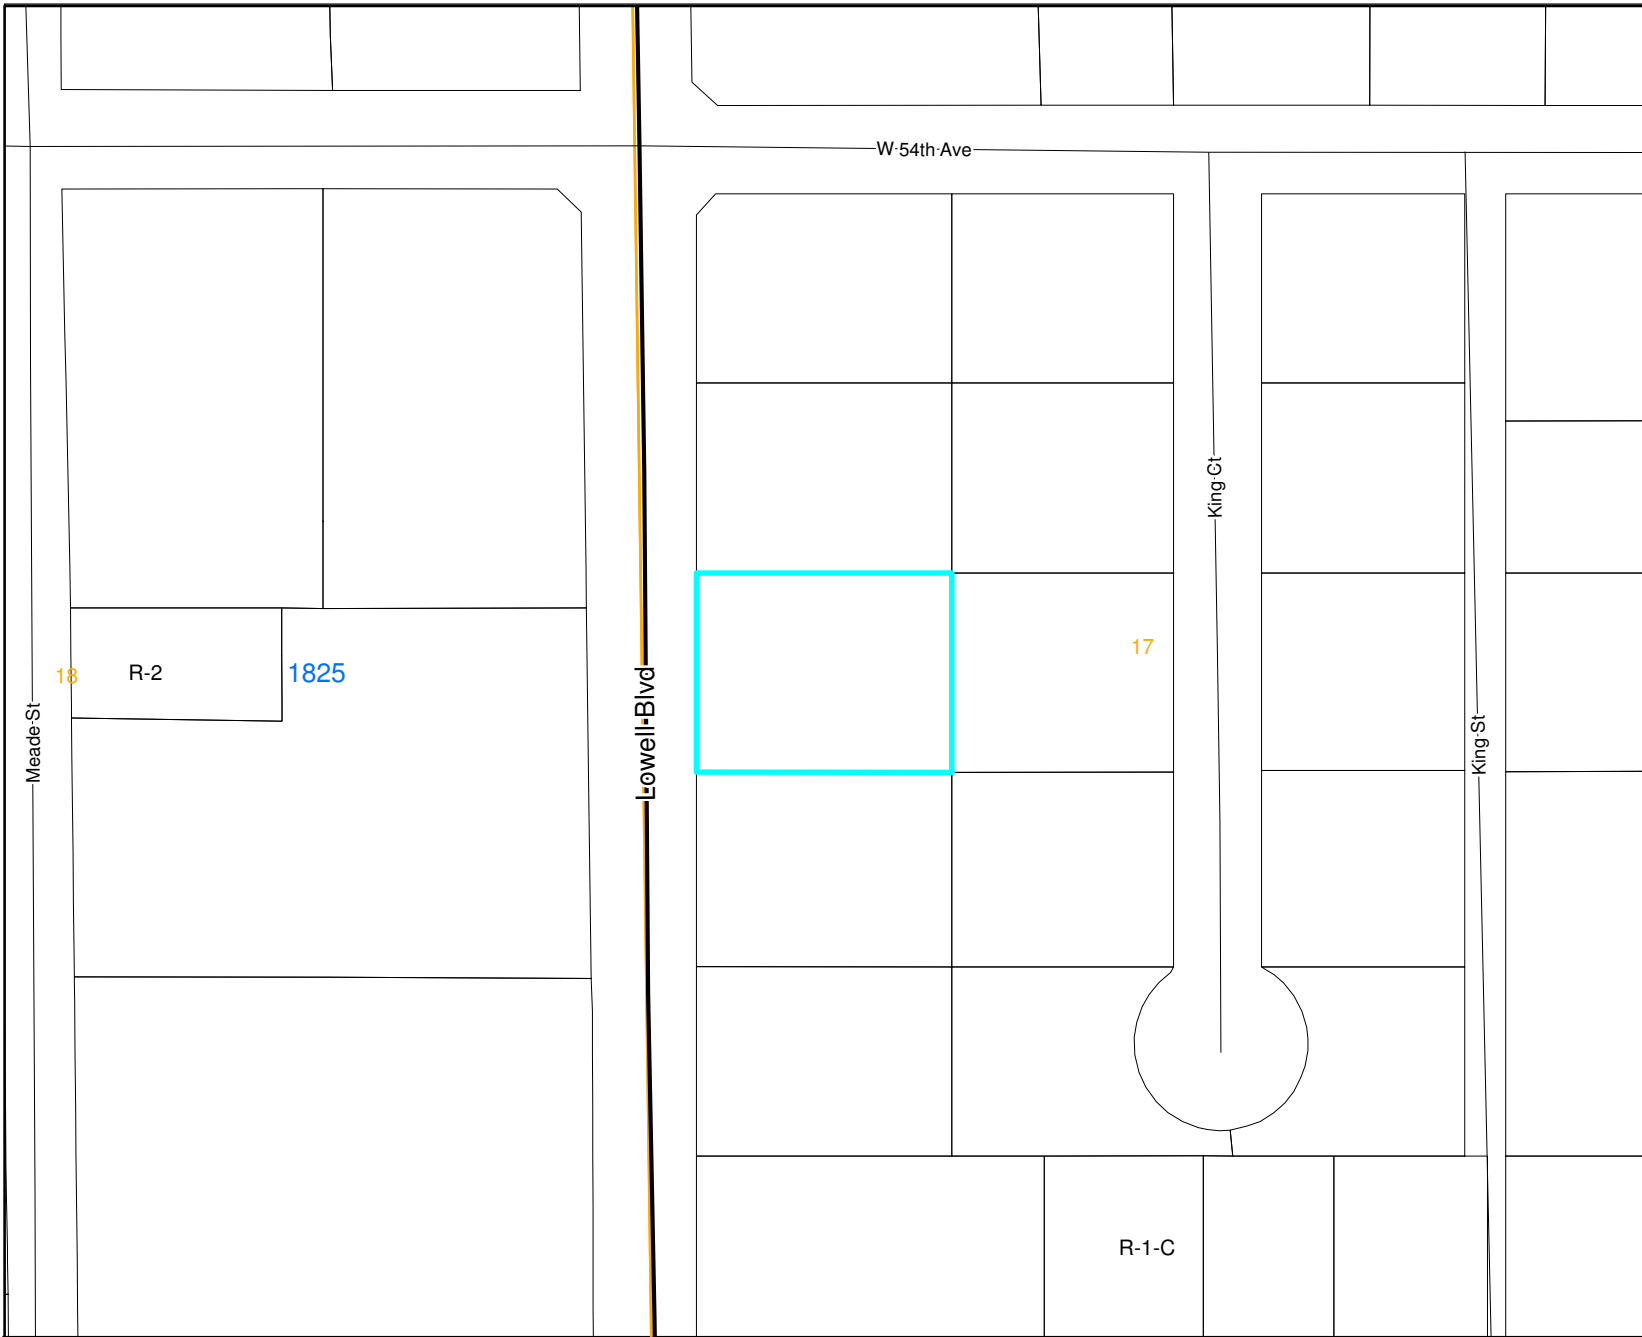 W 54th Ave
King Ct
17
18
R-2
1825
Meade St
Lowell Blvd
King St
R-1-C